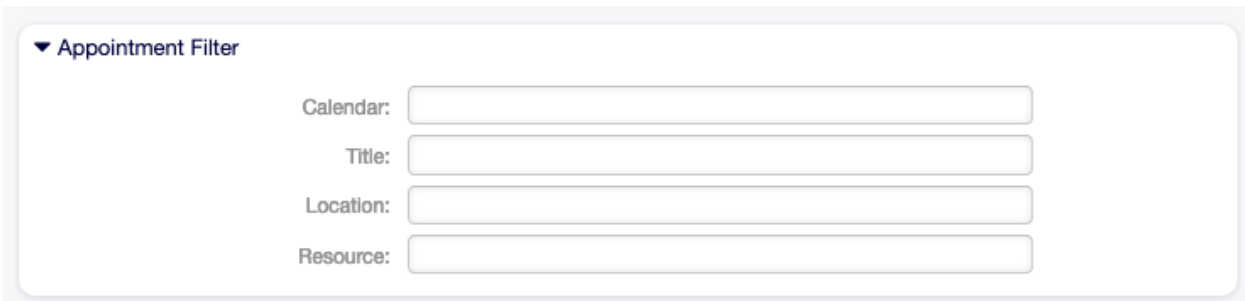 Appointment Filter
Calendar:
Title:
Location:
Resource: